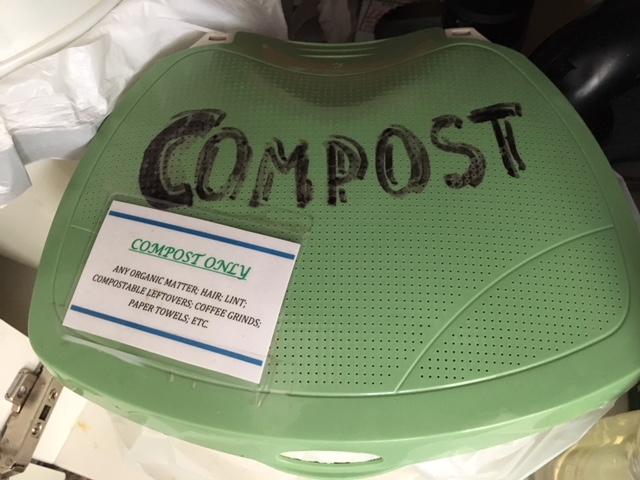 COMPOST
COMPOST ONLY
ANY ORGANIC MATTER; HAIR; LINT;
COMPOSTABLE LEFTOVERS; COFFEE GRINDS;
PAPER TOWELS; ETC.